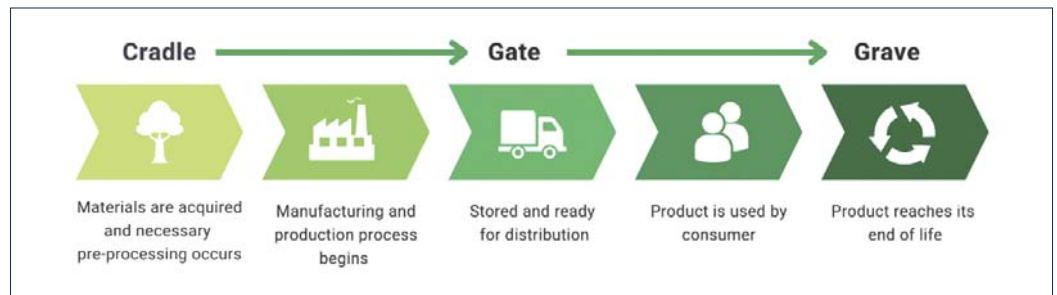 Cradle
Gate
Grave
Materials are acquired
and necessary
pre-processing occurs
Manufacturing and
production process
begins
Stored and ready
for distribution
Product is used by
consumer
Product reaches its
end of life